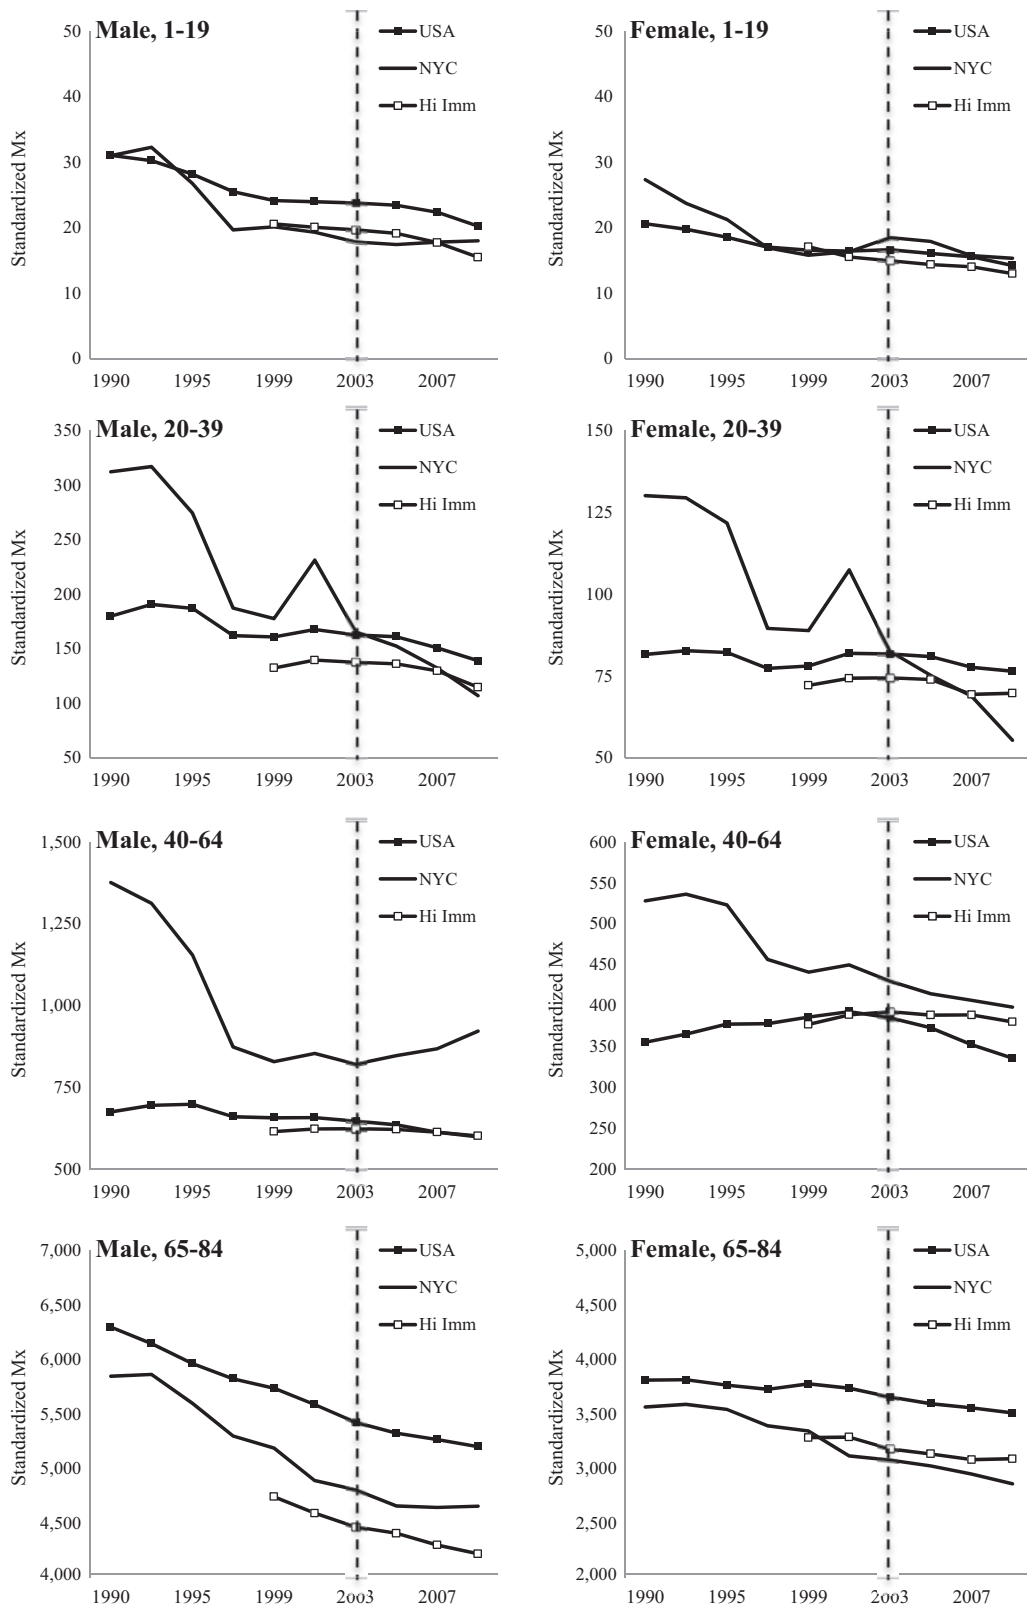 Male, 1-19
USA
NYC
Hi Imm
Standardized Mx
50
40
30
20
10
0
1990 1995 1999 2003 2007
Female, 1-19
USA
NYC
Hi Imm
Standardized Mx
50
40
30
20
10
0
1990 1995 1999 2003 2007
Male, 20-39
USA
NYC
Hi Imm
Standardized Mx
350
300
250
200
150
100
50
1990 1995 1999 2003 2007
Female, 20-39
USA
NYC
Hi Imm
Standardized Mx
150
125
100
75
50
1990 1995 1999 2003 2007
Male, 40-64
USA
NYC
Hi Imm
Standardized Mx
1,500
1,250
1,000
750
500
1990 1995 1999 2003 2007
Female, 40-64
USA
NYC
Hi Imm
Standardized Mx
600
550
500
450
400
350
300
250
200
1990 1995 1999 2003 2007
Male, 65-84
USA
NYC
Hi Imm
Standardized Mx
7,000
6,500
6,000
5,500
5,000
4,500
4,000
1990 1995 1999 2003 2007
Female, 65-84
USA
NYC
Hi Imm
Standardized Mx
5,000
4,500
4,000
3,500
3,000
2,500
2,000
1990 1995 1999 2003 2007